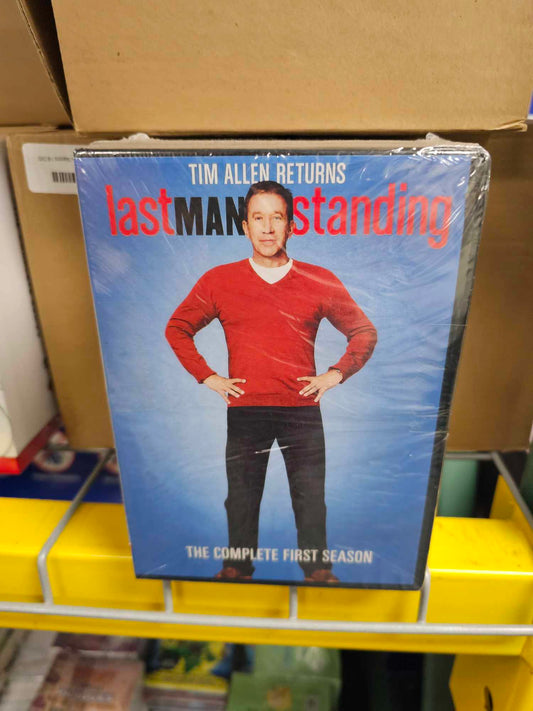 TIM ALLEN RETURNS
lastMANstanding
THE COMPLETE FIRST SEASON